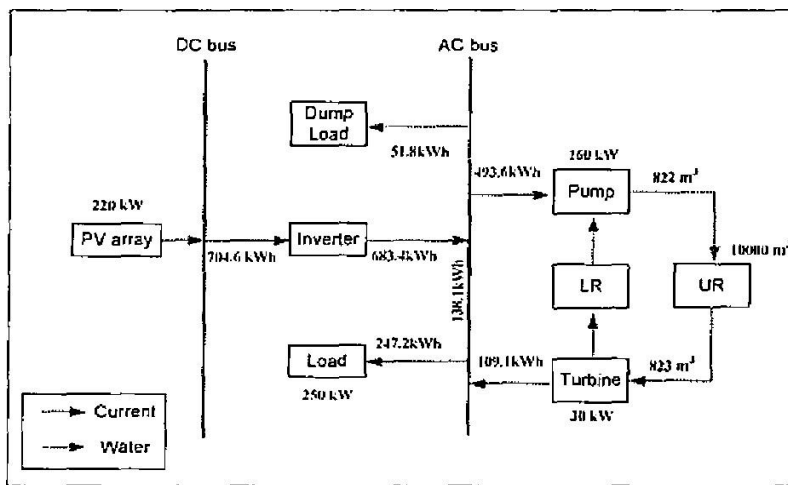 DC bus
AC bus
Dump
Load
51.8kWh
493.6kWh
160 kW
Pump
822 m³
220 kW
PV array
704.6 kWh
Inverter
683.4kWh
138.1kWh
LR
UR
10000 m³
Load
247.2kWh
250 kW
109.1kWh
Turbine
30 kW
823 m³
Current
Water